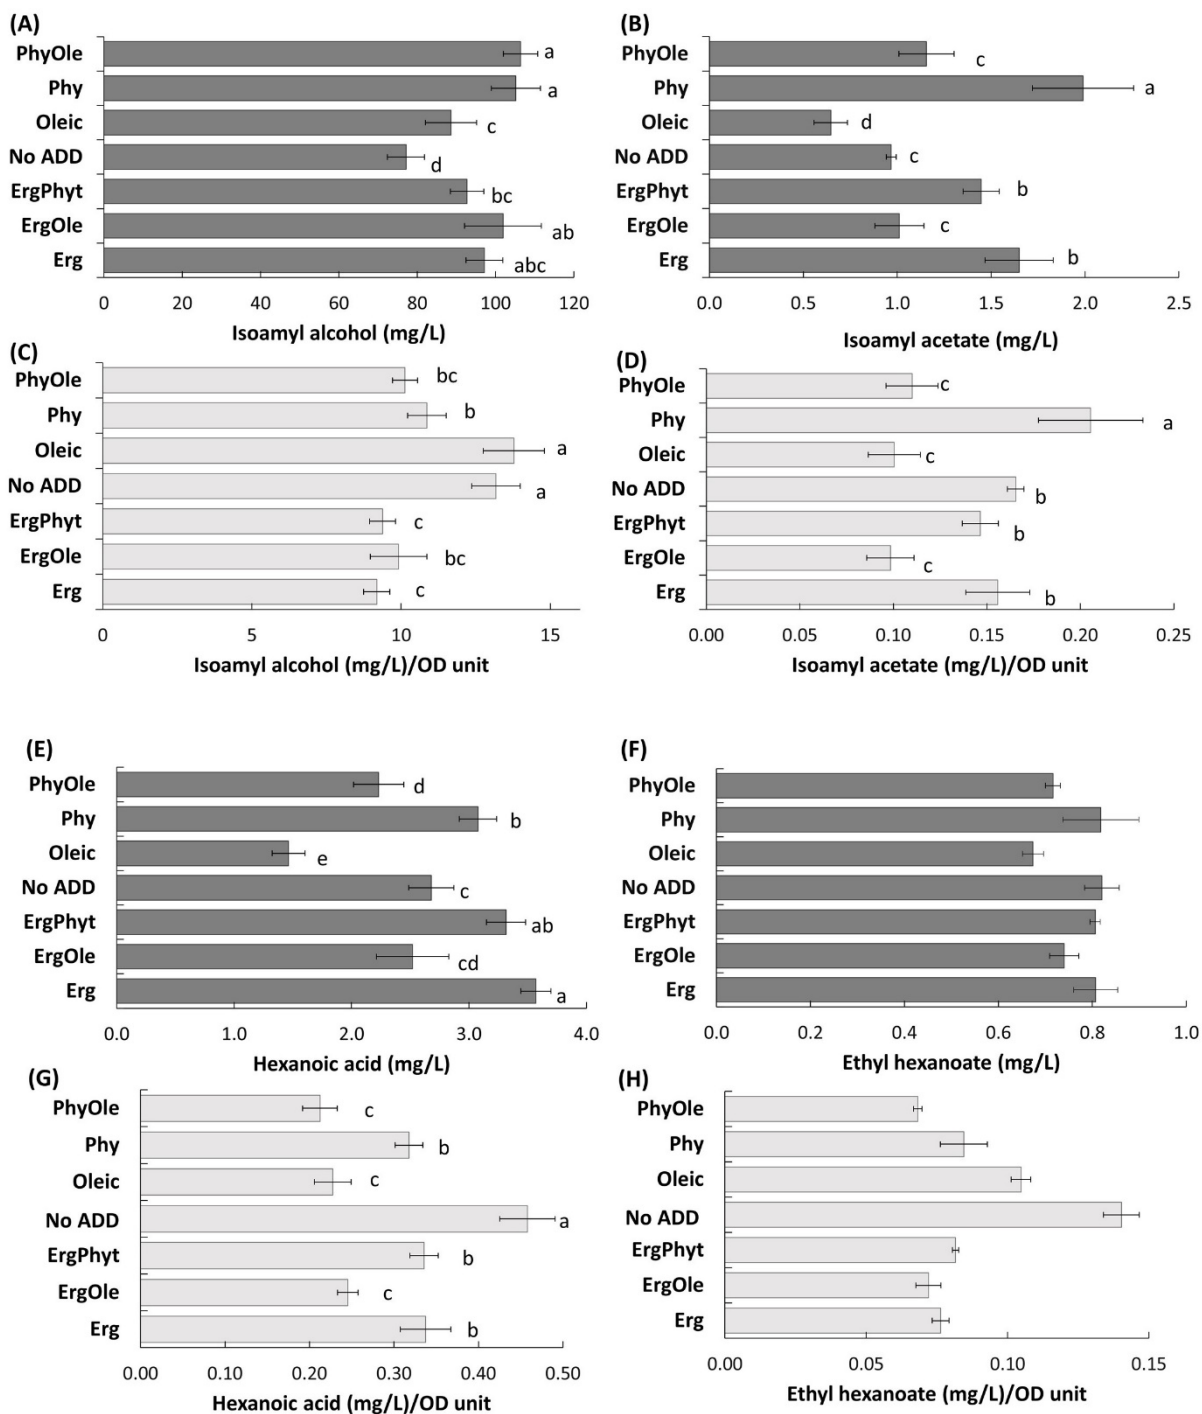 (A)
PhyOle a
Phy a
Oleic c
No ADD d
ErgPhyt bc
ErgOle ab
Erg abc
0 20 40 60 80 100 120
Isoamyl alcohol (mg/L)
(B)
PhyOle c
Phy a
Oleic d
No ADD c
ErgPhyt b
ErgOle c
Erg b
0.0 0.5 1.0 1.5 2.0 2.5
Isoamyl acetate (mg/L)
(C)
PhyOle bc
Phy b
Oleic a
No ADD a
ErgPhyt c
ErgOle bc
Erg c
0 5 10 15
Isoamyl alcohol (mg/L)/OD unit
(D)
PhyOle c
Phy a
Oleic c
No ADD b
ErgPhyt b
ErgOle c
Erg b
0.00 0.05 0.10 0.15 0.20 0.25
Isoamyl acetate (mg/L)/OD unit
(E)
PhyOle d
Phy b
Oleic e
No ADD c
ErgPhyt ab
ErgOle cd
Erg a
0.0 1.0 2.0 3.0 4.0
Hexanoic acid (mg/L)
(F)
PhyOle
Phy
Oleic
No ADD
ErgPhyt
ErgOle
Erg
0.0 0.2 0.4 0.6 0.8 1.0
Ethyl hexanoate (mg/L)
(G)
PhyOle c
Phy b
Oleic c
No ADD a
ErgPhyt b
ErgOle c
Erg b
0.00 0.10 0.20 0.30 0.40 0.50
Hexanoic acid (mg/L)/OD unit
(H)
PhyOle
Phy
Oleic
No ADD
ErgPhyt
ErgOle
Erg
0.00 0.05 0.10 0.15
Ethyl hexanoate (mg/L)/OD unit